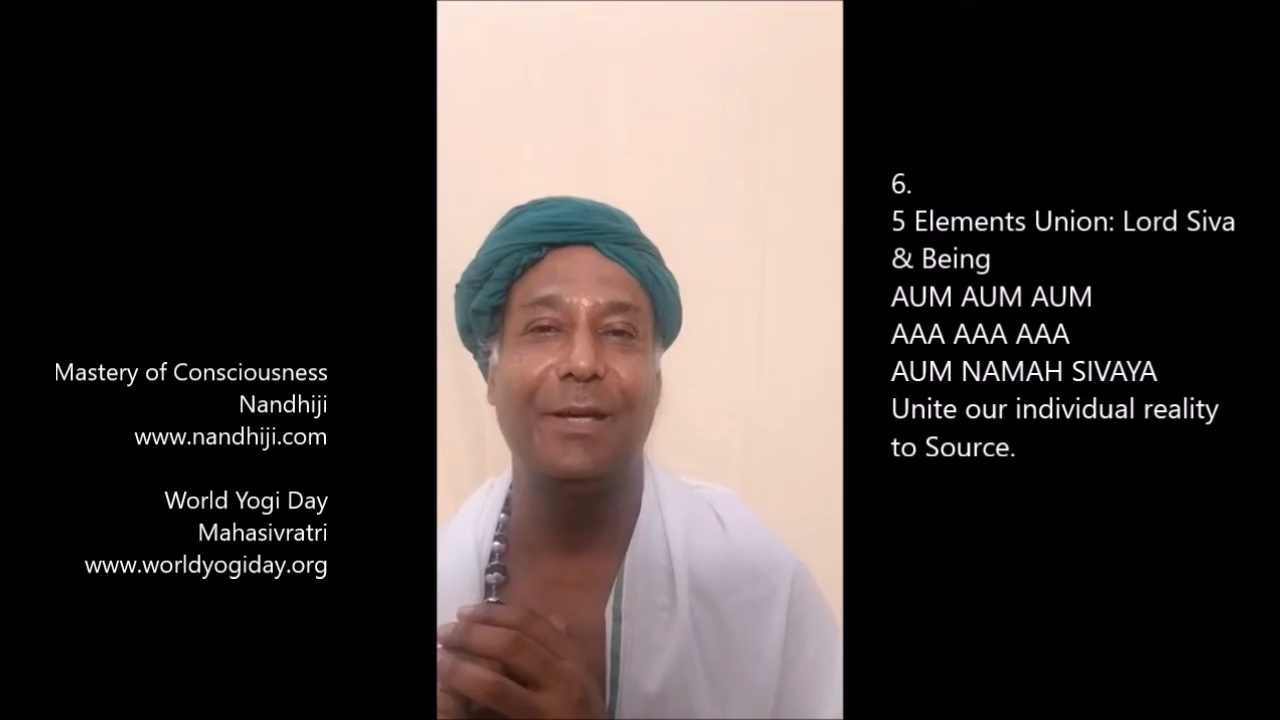 Mastery of Consciousness
Nandhiji
www.nandhiji.com
World Yogi Day
Mahasivratri
www.worldyogiday.org
6.
5 Elements Union: Lord Siva
& Being
AUM AUM AUM
AAA AAA AAA
AUM NAMAH SIVAYA
Unite our individual reality
to Source.